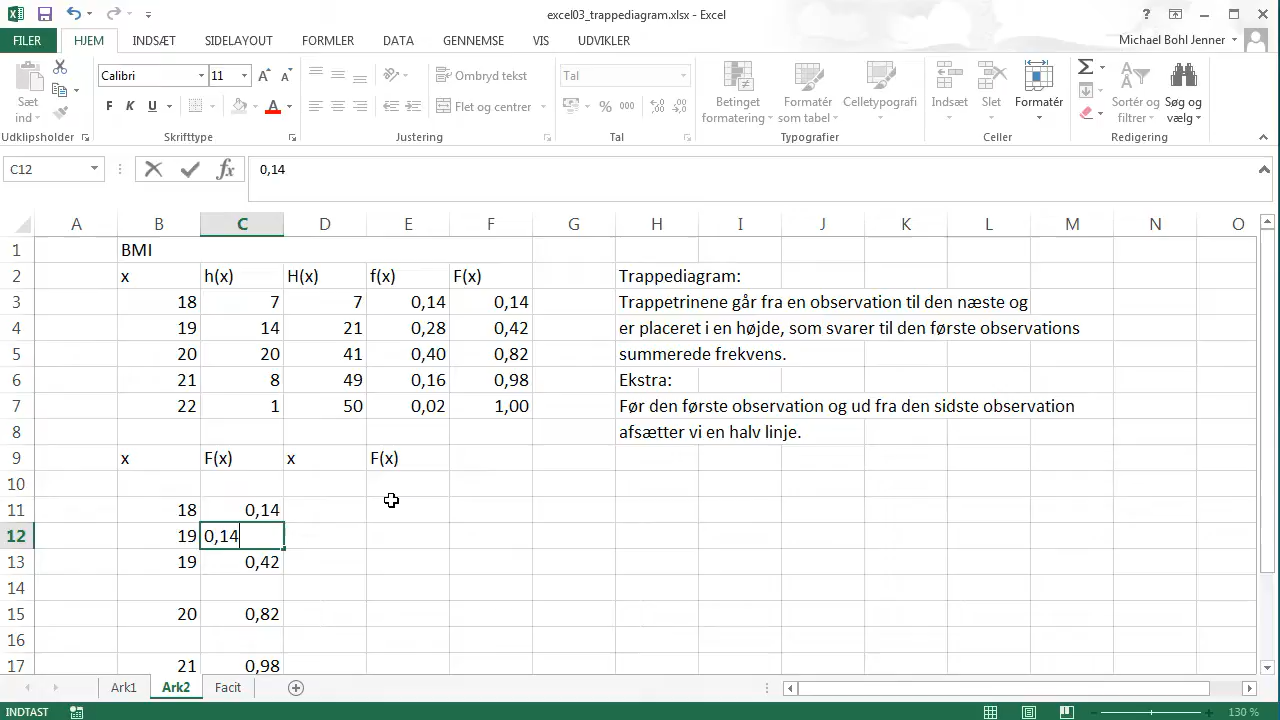 excel03_trappediagram.xlsx - Excel
FILER HJEM INDSÆT SIDELAYOUT FORMLER DATA GENNEMSE VIS UDVIKLER Michael Bohl Jenner
Sæt ind
Calibri 11
F K U
Ombryd tekst
Flet og centrer
Tal
% 000
Betinget formatering
Formatér som tabel
Celletypografi
Indsæt Slet Formatér
Sortér og filtrer
Søg og vælg
Udklipsholder Skrifttype Justering Tal Typografier Celler Redigering
C12 fx 0,14
A B C D E F G H I J K L M N O
1 BMI
2 x h(x) H(x) f(x) F(x) Trappediagram:
3 18 7 7 0,14 0,14 Trappetrinene går fra en observation til den næste og
4 19 14 21 0,28 0,42 er placeret i en højde, som svarer til den første observations
5 20 20 41 0,40 0,82 summerede frekvens.
6 21 8 49 0,16 0,98 Ekstra:
7 22 1 50 0,02 1,00 Før den første observation og ud fra den sidste observation
8 afsætter vi en halv linje.
9 x F(x) x F(x)
10
11 18 0,14
12 19 0,14
13 19 0,42
14
15 20 0,82
16
17 21 0,98
Ark1 Ark2 Facit
INDTAST 130 %